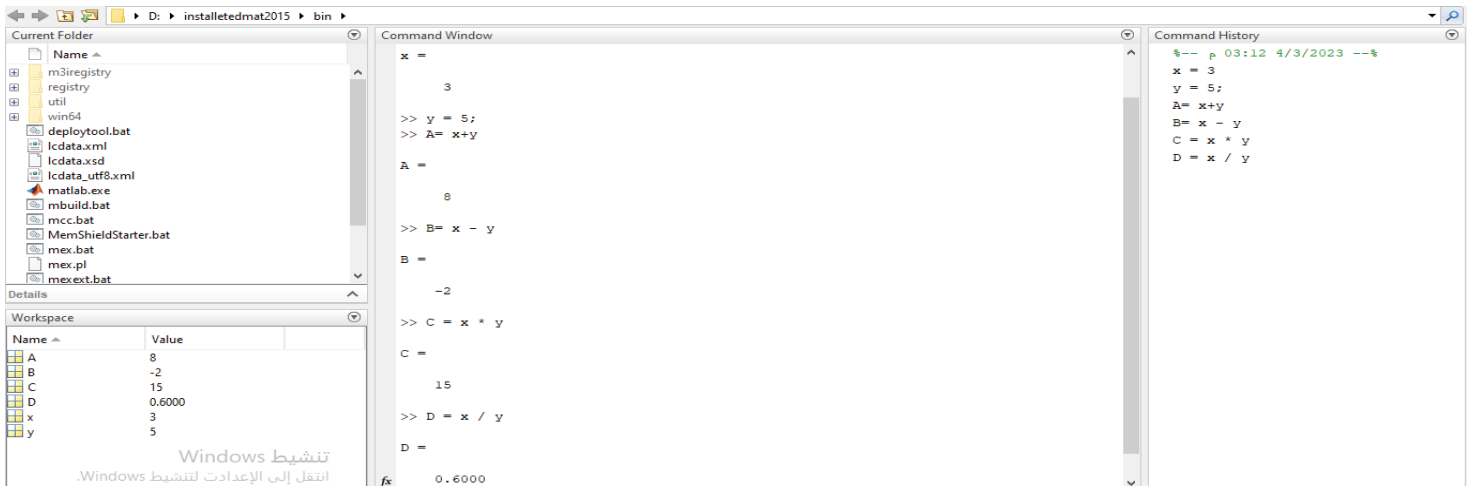 D: installetedmat2015 bin
Current Folder
Name
m3iregistry
registry
util
win64
deploytool.bat
lcdata.xml
lcdata.xsd
lcdata_utf8.xml
matlab.exe
mbuild.bat
mcc.bat
MemShieldStarter.bat
mex.bat
mex.pl
mexext.bat
Details
Workspace
Name Value
A 8
B -2
C 15
D 0.6000
x 3
y 5
تنشيط Windows
انتقل إلى الإعدادت لتنشيط Windows.
Command Window
x =
3
>> y = 5;
>> A= x+y
A =
8
>> B= x - y
B =
-2
>> C = x * y
C =
15
>> D = x / y
D =
fx 0.6000
Command History
%-- م 03:12 4/3/2023 --%
x = 3
y = 5;
A= x+y
B= x - y
C = x * y
D = x / y